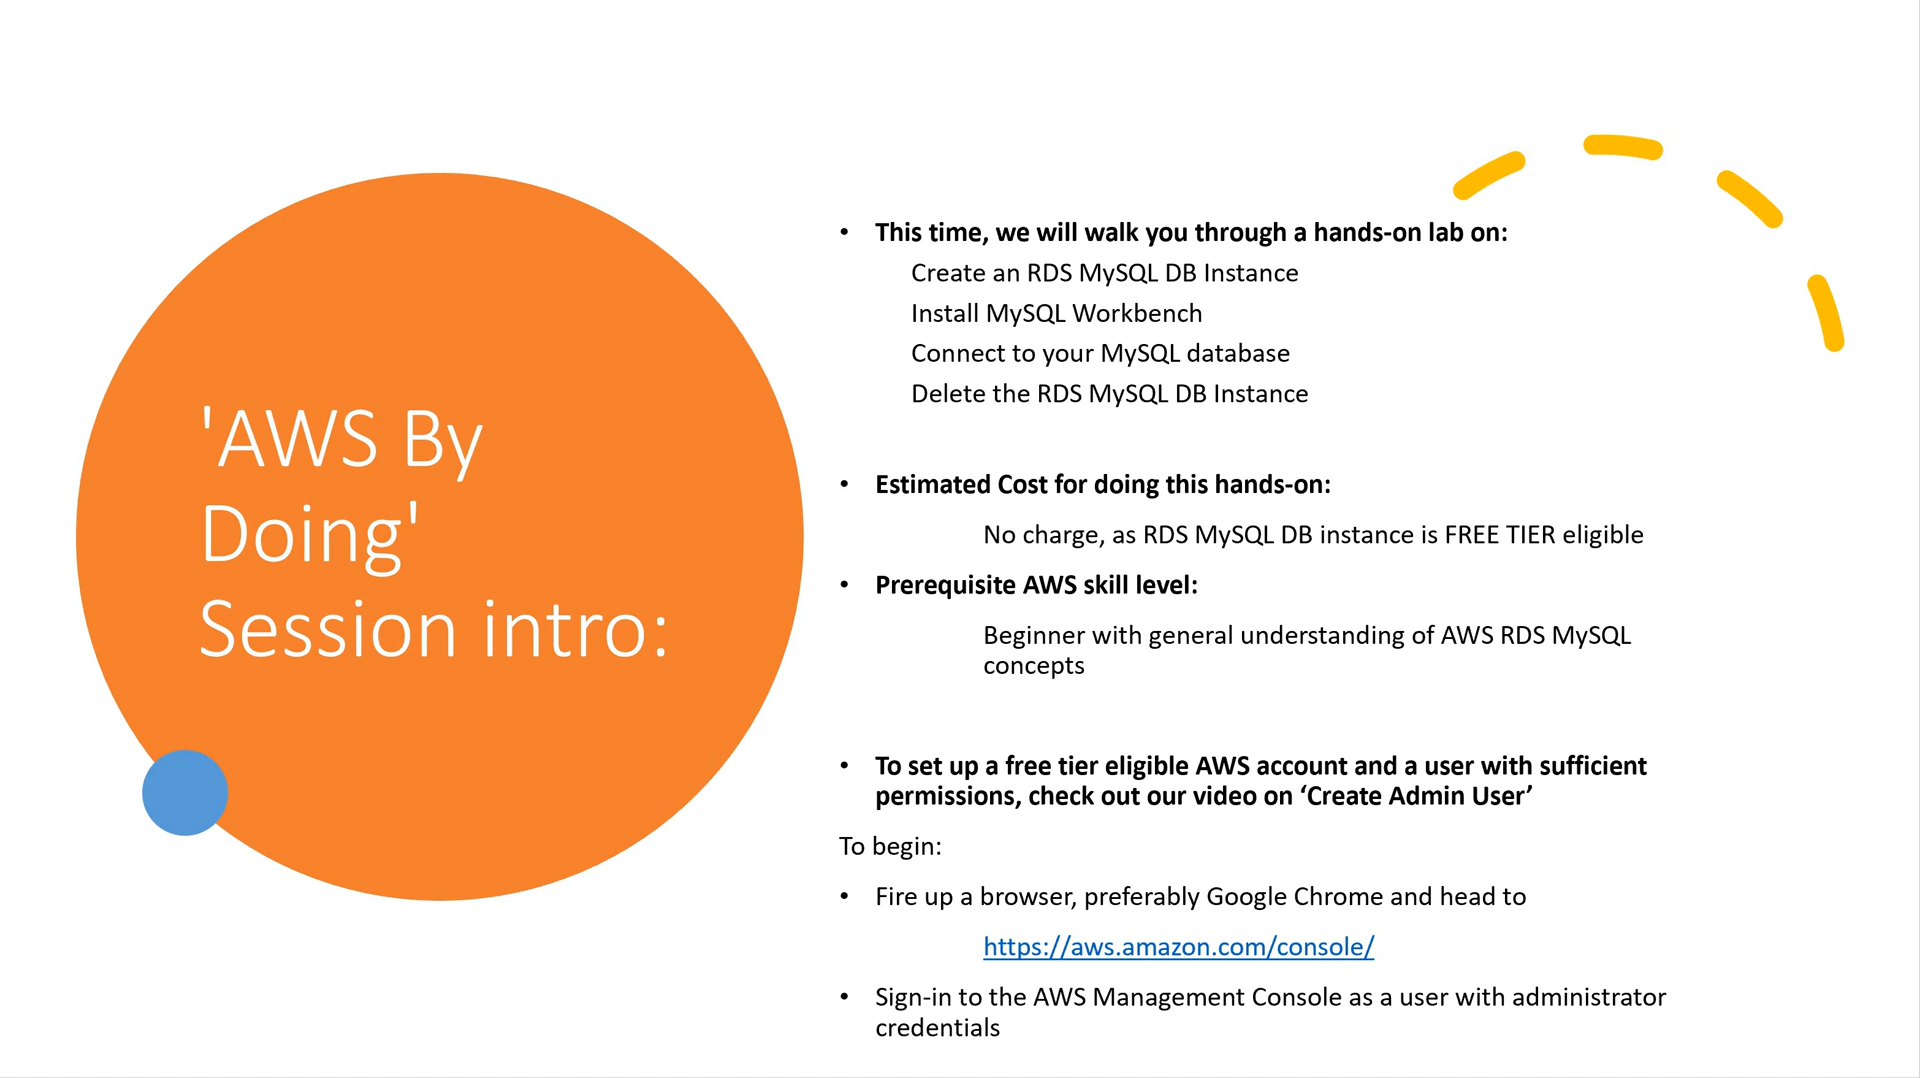 'AWS By
Doing'
Session intro:
• This time, we will walk you through a hands-on lab on:
Create an RDS MySQL DB Instance
Install MySQL Workbench
Connect to your MySQL database
Delete the RDS MySQL DB Instance
• Estimated Cost for doing this hands-on:
No charge, as RDS MySQL DB instance is FREE TIER eligible
• Prerequisite AWS skill level:
Beginner with general understanding of AWS RDS MySQL
concepts
• To set up a free tier eligible AWS account and a user with sufficient
permissions, check out our video on ‘Create Admin User’
To begin:
• Fire up a browser, preferably Google Chrome and head to
https://aws.amazon.com/console/
• Sign-in to the AWS Management Console as a user with administrator
credentials